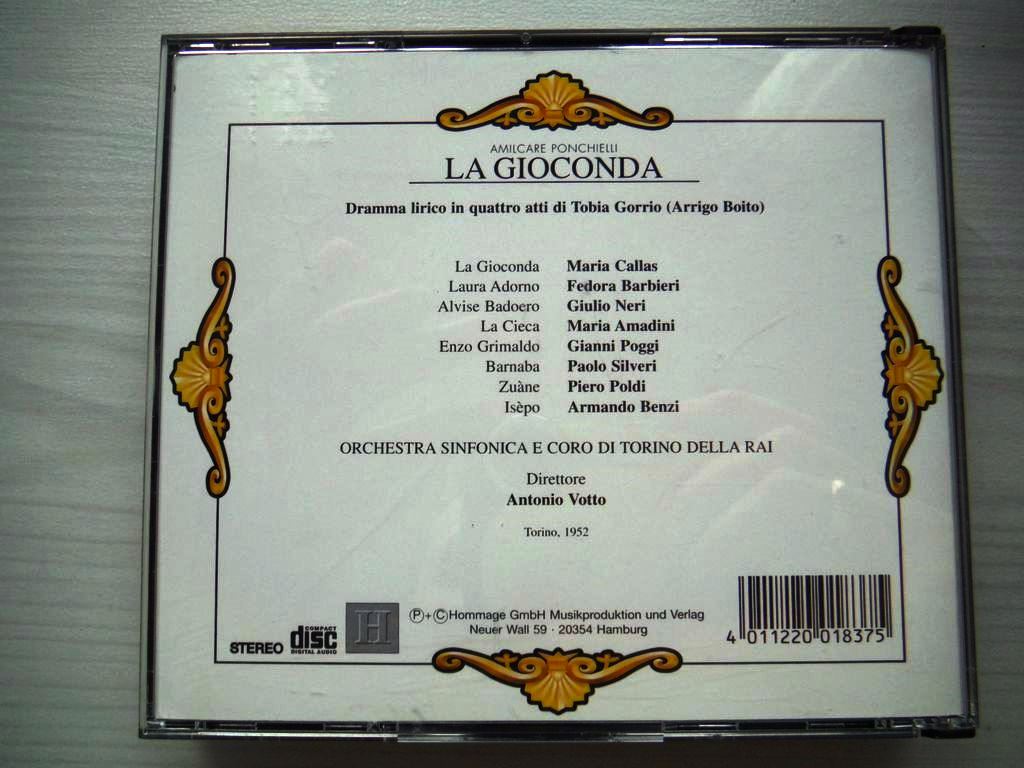 AMILCARE PONCHIELLI
LA GIOCONDA
Dramma lirico in quattro atti di Tobia Gorrio (Arrigo Boito)
La Gioconda Maria Callas
Laura Adorno Fedora Barbieri
Alvise Badoero Giulio Neri
La Cieca Maria Amadini
Enzo Grimaldo Gianni Poggi
Barnaba Paolo Silveri
Zuàne Piero Poldi
Isèpo Armando Benzi
ORCHESTRA SINFONICA E CORO DI TORINO DELLA RAI
Direttore
Antonio Votto
Torino, 1952
STEREO
COMPACT
disc
DIGITAL AUDIO
H
Ⓟ+ⒸHommage GmbH Musikproduktion und Verlag
Neuer Wall 59 · 20354 Hamburg
4 011220 018375